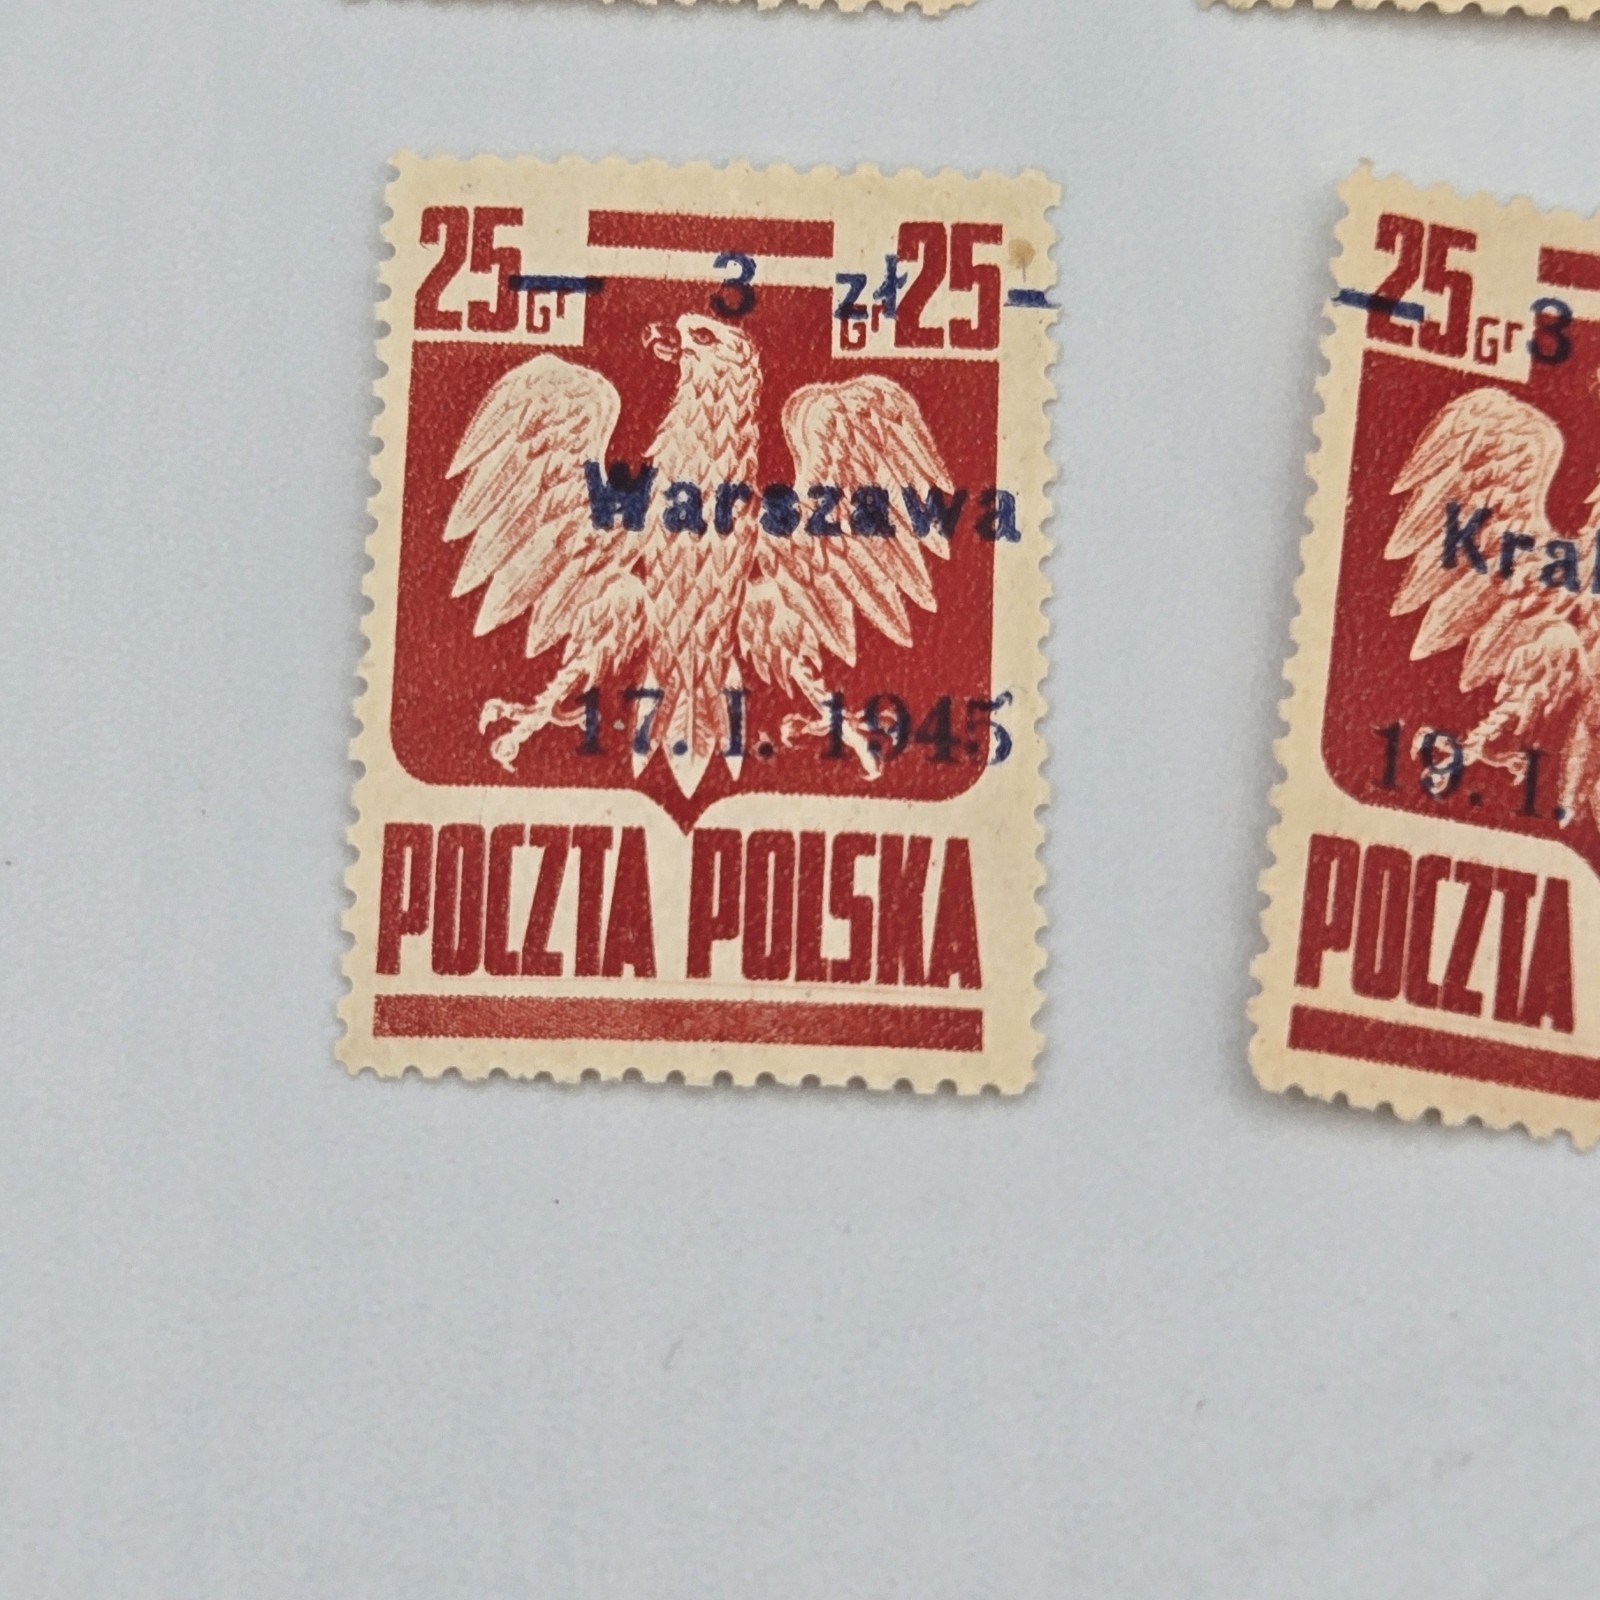 25 Gr Gr 25
— 3 zł —
Warszawa
17. I. 1945
POCZTA POLSKA
25 Gr
— 3
19. I.
POCZTA